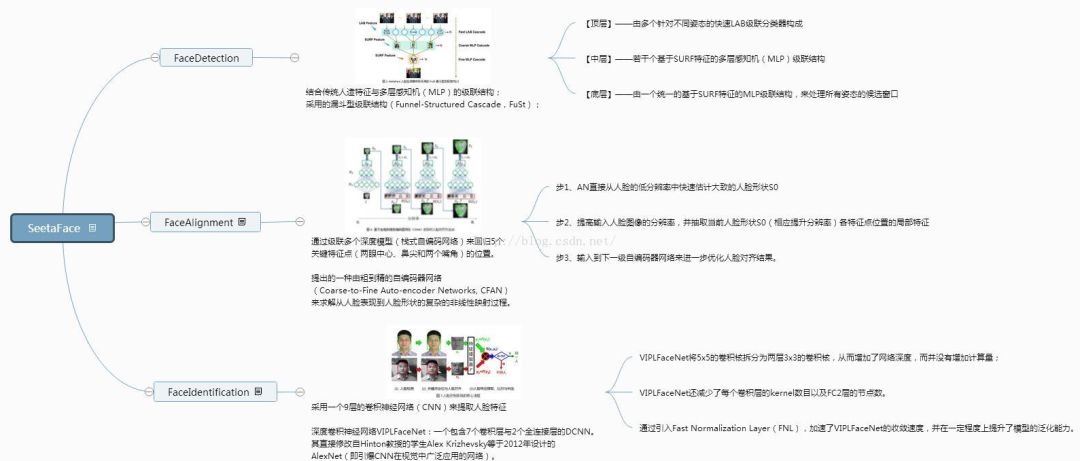 SeetaFace
FaceDetection
LAB Feature
SURF Feature
SURF Feature
Fast LAB Cascade
Coarse MLP Cascade
Fine MLP Cascade
结合传统人造特征与多层感知机（MLP）的级联结构；
采用的漏斗型级联结构（Funnel-Structured Cascade，FuSt）；
【顶层】——由多个针对不同姿态的快速LAB级联分类器构成
【中层】——若干个基于SURF特征的多层感知机（MLP）级联结构
【底层】——由一个统一的基于SURF特征的MLP级联结构，来处理所有姿态的候选窗口
FaceAlignment
通过级联多个深度模型（栈式自编码网络）来回归5个
关键特征点（两眼中心、鼻尖和两个嘴角）的位置。
提出的一种由粗到精的自编码器网络
（Coarse-to-Fine Auto-encoder Networks, CFAN）
来求解从人脸表现到人脸形状的复杂的非线性映射过程。
步1、AN直接从人脸的低分辨率中快速估计大致的人脸形状S0
步2、提高输入人脸图像的分辨率，并抽取当前人脸形状S0（相应提升分辨率）各特征点位置的局部特征
步3、输入到下一级自编码器网络来进一步优化人脸对齐结果。
//blog.csdn.net/
FaceIdentification
采用一个9层的卷积神经网络（CNN）来提取人脸特征
深度卷积神经网络VIPLFaceNet：一个包含7个卷积层与2个全连接层的DCNN。
其直接修改自Hinton教授的学生Alex Krizhevsky等于2012年设计的
AlexNet（即引爆CNN在视觉中广泛应用的网络）。
VIPLFaceNet将5x5的卷积核拆分为两层3x3的卷积核，从而增加了网络深度，而并没有增加计算量；
VIPLFaceNet还减少了每个卷积层的kernel数目以及FC2层的节点数。
通过引入Fast Normalization Layer（FNL），加速了VIPLFaceNet的收敛速度，并在一定程度上提升了模型的泛化能力。